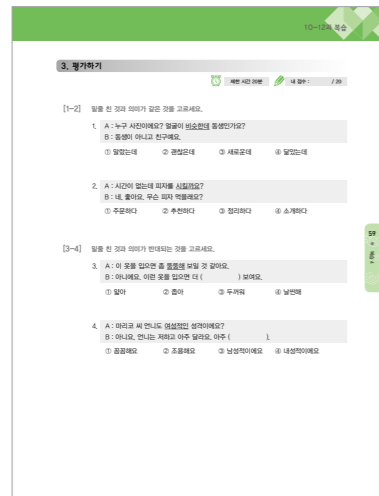 10-12과 복습
3. 평가하기
제한 시간 20분
내 점수 : / 20
[1-2] 밑줄 친 것과 의미가 같은 것을 고르세요.
1. A : 누구 사진이에요? 얼굴이 비슷한데 동생인가요?
B : 동생이 아니고 친구예요.
① 말랐는데 ② 괜찮은데 ③ 새로운데 ④ 닮았는데
2. A : 시간이 없는데 피자를 시킬까요?
B : 네, 좋아요. 무슨 피자 먹을래요?
① 주문하다 ② 추천하다 ③ 정리하다 ④ 소개하다
[3-4] 밑줄 친 것과 의미가 반대되는 것을 고르세요.
3. A : 이 옷을 입으면 좀 뚱뚱해 보일 것 같아요.
B : 아니에요. 이런 옷을 입으면 더 ( ) 보여요.
① 얇아 ② 좁아 ③ 두꺼워 ④ 날씬해
4. A : 마리코 씨 언니도 여성적인 성격이에요?
B : 아니요, 언니는 저하고 아주 달라요. 아주 ( ).
① 꼼꼼해요 ② 조용해요 ③ 남성적이에요 ④ 내성적이에요
59